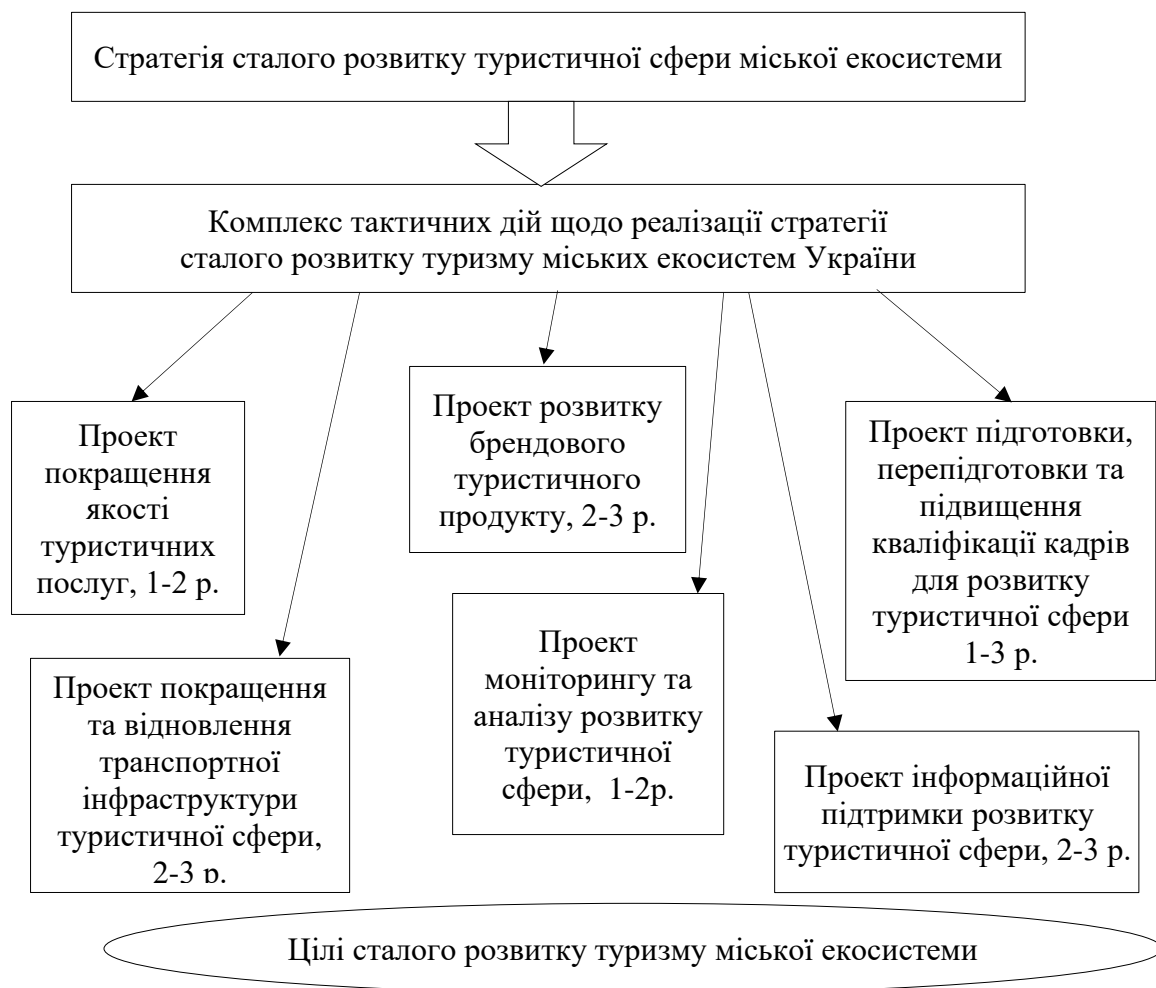 Стратегія сталого розвитку туристичної сфери міської екосистеми
Комплекс тактичних дій щодо реалізації стратегії
сталого розвитку туризму міських екосистем України
Проект
покращення
якості
туристичних
послуг, 1-2 р.
Проект розвитку
брендового
туристичного
продукту, 2-3 р.
Проект підготовки,
перепідготовки та
підвищення
кваліфікації кадрів
для розвитку
туристичної сфери
1-3 р.
Проект покращення
та відновлення
транспортної
інфраструктури
туристичної сфери,
2-3 р.
Проект
моніторингу та
аналізу розвитку
туристичної
сфери, 1-2р.
Проект інформаційної
підтримки розвитку
туристичної сфери, 2-3 р.
Цілі сталого розвитку туризму міської екосистеми